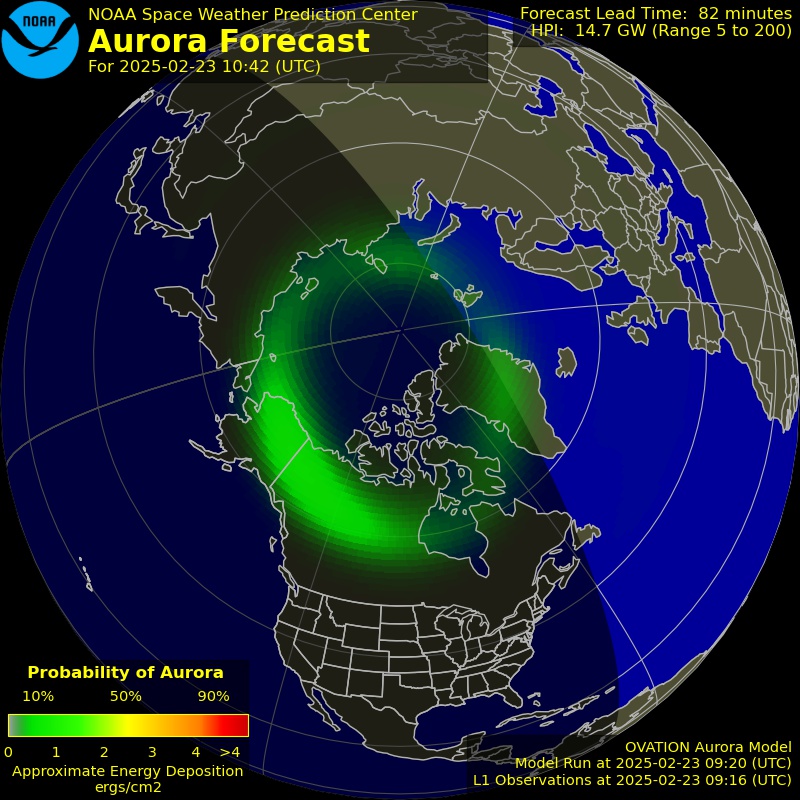 NOAA
NOAA Space Weather Prediction Center
Aurora Forecast
For 2025-02-23 10:42 (UTC)
Forecast Lead Time: 82 minutes
HPI: 14.7 GW (Range 5 to 200)
Probability of Aurora
10% 50% 90%
0 1 2 3 4 >4
Approximate Energy Deposition
ergs/cm2
OVATION Aurora Model
Model Run at 2025-02-23 09:20 (UTC)
L1 Observations at 2025-02-23 09:16 (UTC)